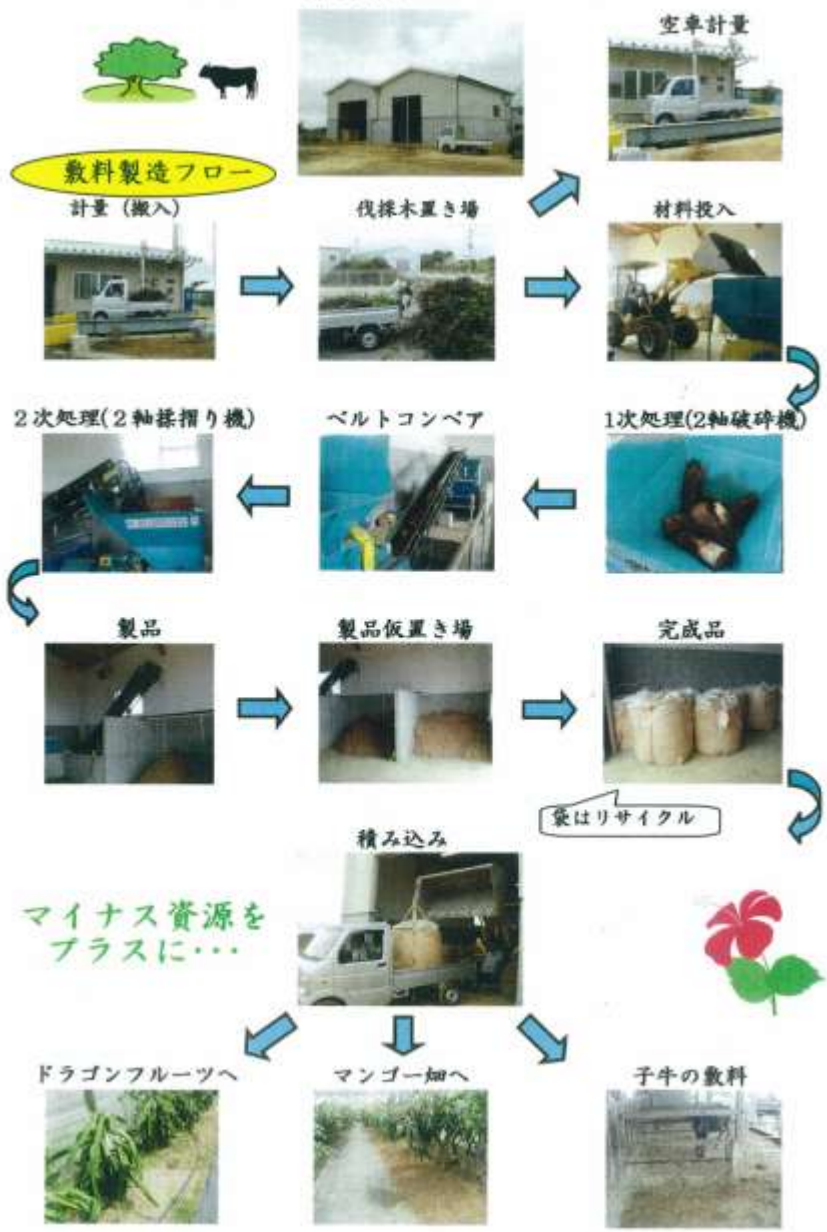 空車計量
敷料製造フロー
計量（搬入）
伐採木置き場
材料投入
2次処理(2軸揉摺り機)
ベルトコンベア
1次処理(2軸破砕機)
製品
製品仮置き場
完成品
袋はリサイクル
積み込み
マイナス資源を
プラスに･･･
ドラゴンフルーツへ
マンゴー畑へ
子牛の敷料